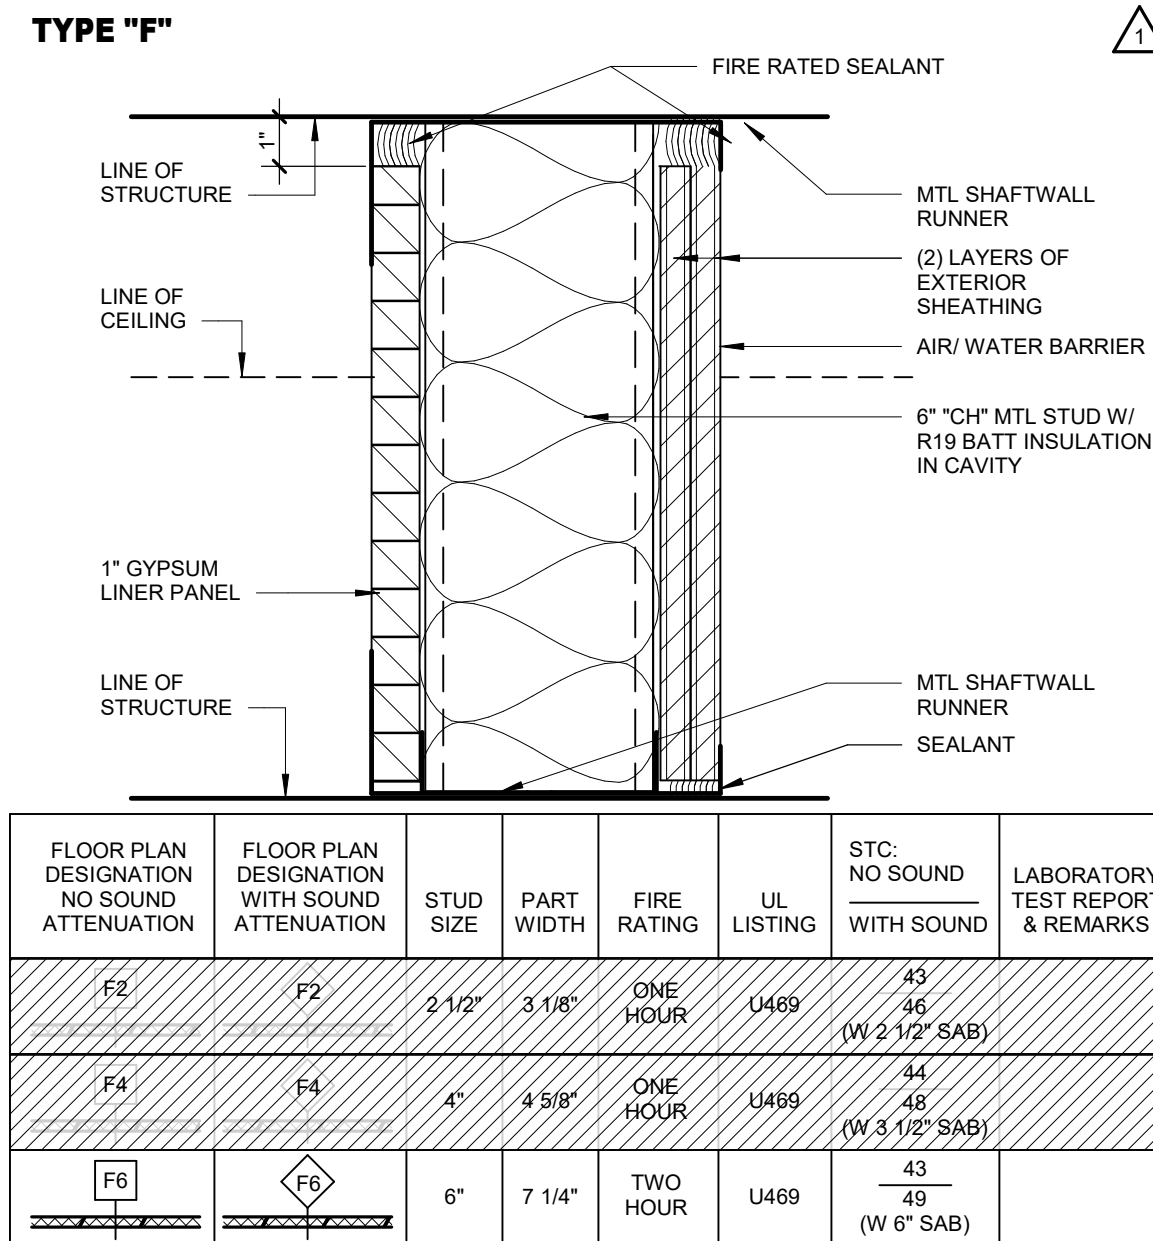 TYPE "F"
1
FIRE RATED SEALANT
1"
LINE OF
STRUCTURE
MTL SHAFTWALL
RUNNER
(2) LAYERS OF
EXTERIOR
SHEATHING
LINE OF
CEILING
AIR/ WATER BARRIER
6" "CH" MTL STUD W/
R19 BATT INSULATION
IN CAVITY
1" GYPSUM
LINER PANEL
LINE OF
STRUCTURE
MTL SHAFTWALL
RUNNER
SEALANT
FLOOR PLAN
DESIGNATION
NO SOUND
ATTENUATION
FLOOR PLAN
DESIGNATION
WITH SOUND
ATTENUATION
STUD
SIZE
PART
WIDTH
FIRE
RATING
UL
LISTING
STC:
NO SOUND
WITH SOUND
LABORATORY
TEST REPORT
& REMARKS
F2
F2
2 1/2"
3 1/8"
ONE
HOUR
U469
43
46
(W 2 1/2" SAB)
F4
F4
4"
4 5/8"
ONE
HOUR
U469
44
48
(W 3 1/2" SAB)
F6
F6
6"
7 1/4"
TWO
HOUR
U469
43
49
(W 6" SAB)